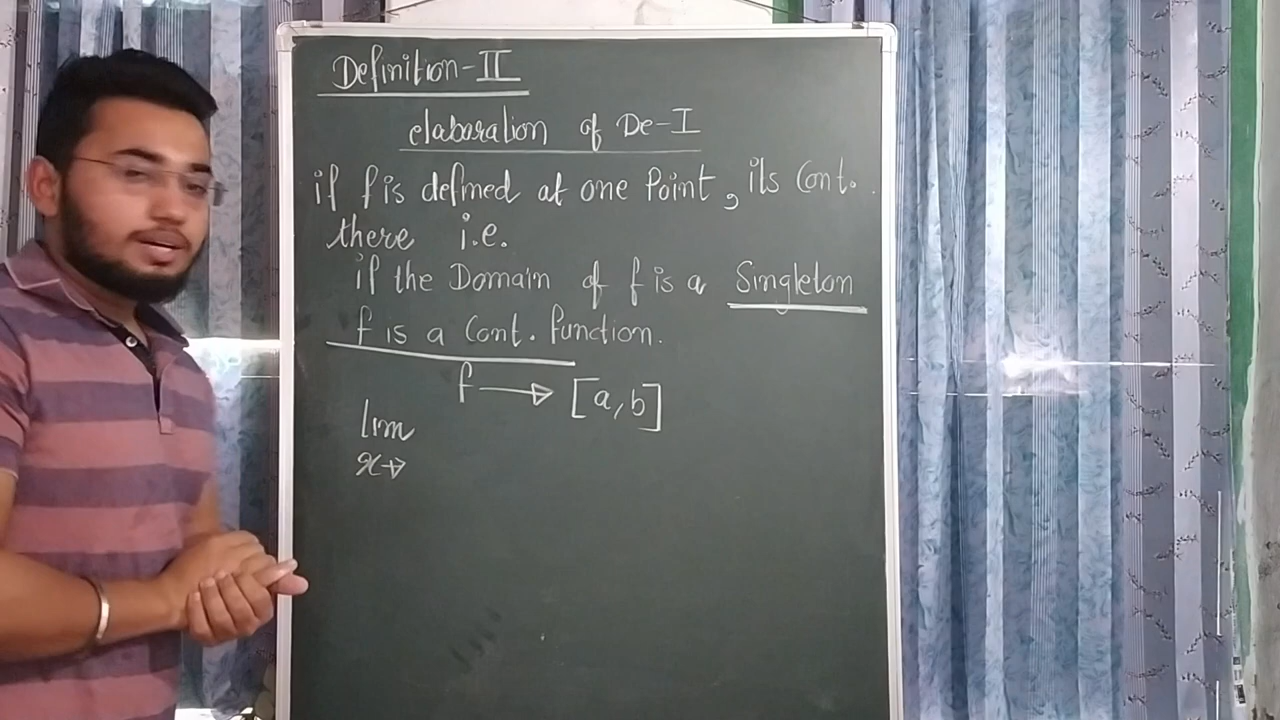 Definition-II
elaboration of De-I
if f is defined at one Point, its Cont.
there i.e.
if the Domain of f is a Singleton
f is a Cont. function.
f → [a,b]
lim
x→